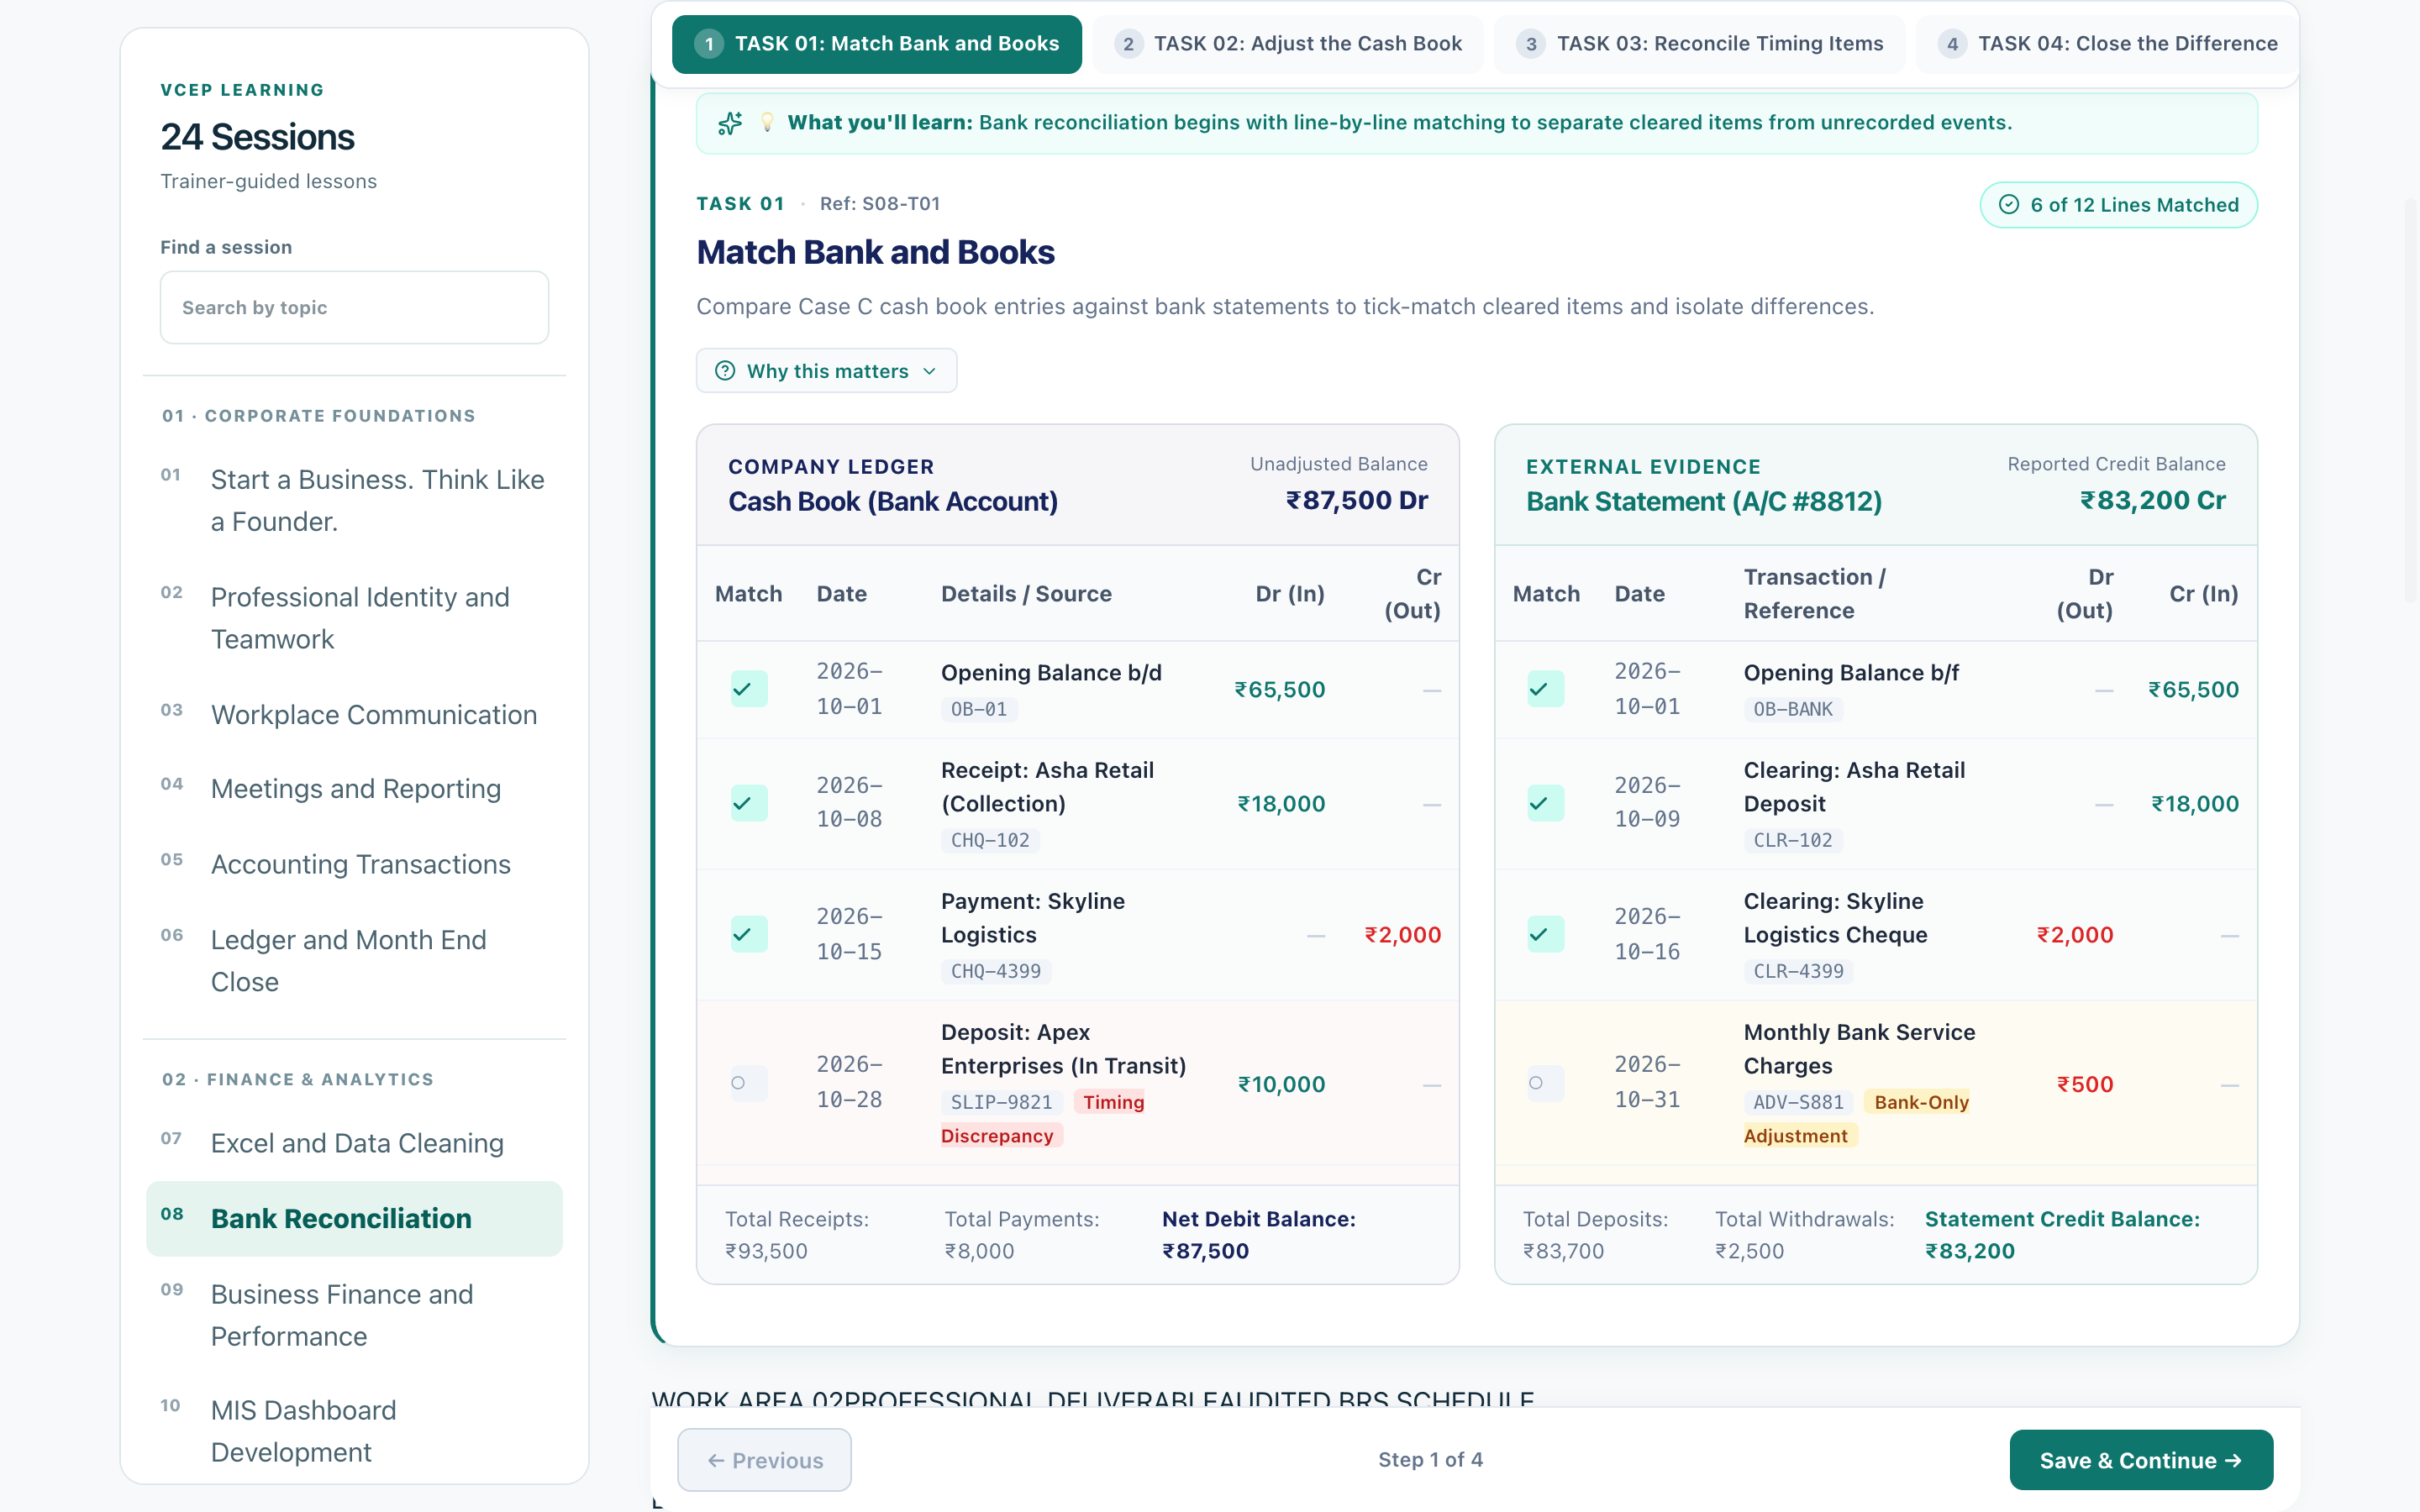 VCEP LEARNING
24 Sessions
Trainer-guided lessons
Find a session
Search by topic
01 · CORPORATE FOUNDATIONS
01 Start a Business. Think Like
a Founder.
02 Professional Identity and
Teamwork
03 Workplace Communication
04 Meetings and Reporting
05 Accounting Transactions
06 Ledger and Month End
Close
02 · FINANCE & ANALYTICS
07 Excel and Data Cleaning
08 Bank Reconciliation
09 Business Finance and
Performance
10 MIS Dashboard
Development
1 TASK 01: Match Bank and Books
2 TASK 02: Adjust the Cash Book
3 TASK 03: Reconcile Timing Items
4 TASK 04: Close the Difference
💡 What you'll learn: Bank reconciliation begins with line-by-line matching to separate cleared items from unrecorded events.
TASK 01 · Ref: S08-T01
6 of 12 Lines Matched
Match Bank and Books
Compare Case C cash book entries against bank statements to tick-match cleared items and isolate differences.
Why this matters
COMPANY LEDGER
Cash Book (Bank Account)
Unadjusted Balance
₹87,500 Dr
Match Date Details / Source Dr (In) Cr
(Out)
2026-
10-01
Opening Balance b/d
OB-01
₹65,500 —
2026-
10-08
Receipt: Asha Retail
(Collection)
CHQ-102
₹18,000 —
2026-
10-15
Payment: Skyline
Logistics
CHQ-4399
— ₹2,000
2026-
10-28
Deposit: Apex
Enterprises (In Transit)
SLIP-9821 Timing
Discrepancy
₹10,000 —
Total Receipts:
₹93,500
Total Payments:
₹8,000
Net Debit Balance:
₹87,500
EXTERNAL EVIDENCE
Bank Statement (A/C #8812)
Reported Credit Balance
₹83,200 Cr
Match Date Transaction /
Reference
Dr
(Out)
Cr (In)
2026-
10-01
Opening Balance b/f
OB-BANK
— ₹65,500
2026-
10-09
Clearing: Asha Retail
Deposit
CLR-102
— ₹18,000
2026-
10-16
Clearing: Skyline
Logistics Cheque
CLR-4399
₹2,000 —
2026-
10-31
Monthly Bank Service
Charges
ADV-S881 Bank-Only
Adjustment
₹500 —
Total Deposits:
₹83,700
Total Withdrawals:
₹2,500
Statement Credit Balance:
₹83,200
WORK AREA 02PROFESSIONAL DELIVERABLEAUDITED BRS SCHEDULE
← Previous
Step 1 of 4
Save & Continue →